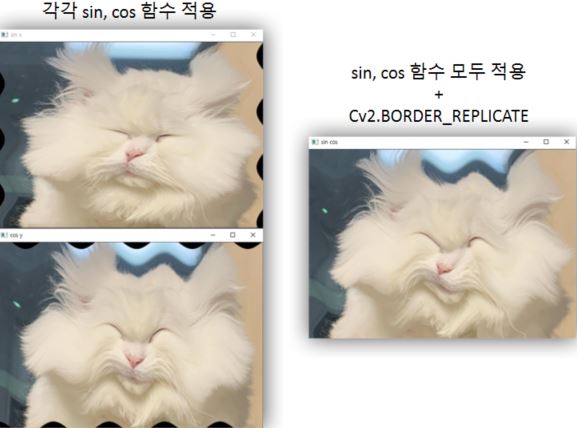 각각 sin, cos 함수 적용
sin x
cos y
sin, cos 함수 모두 적용
+
Cv2.BORDER_REPLICATE
sin cos